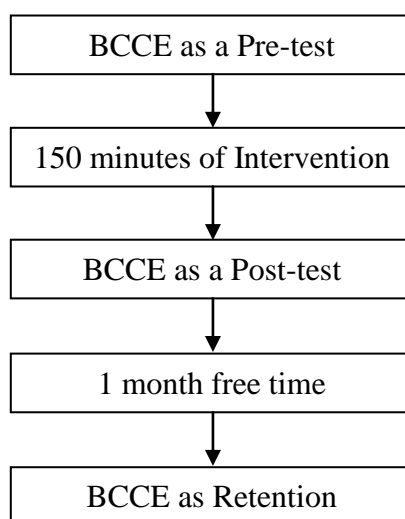 BCCE as a Pre-test
150 minutes of Intervention
BCCE as a Post-test
1 month free time
BCCE as Retention